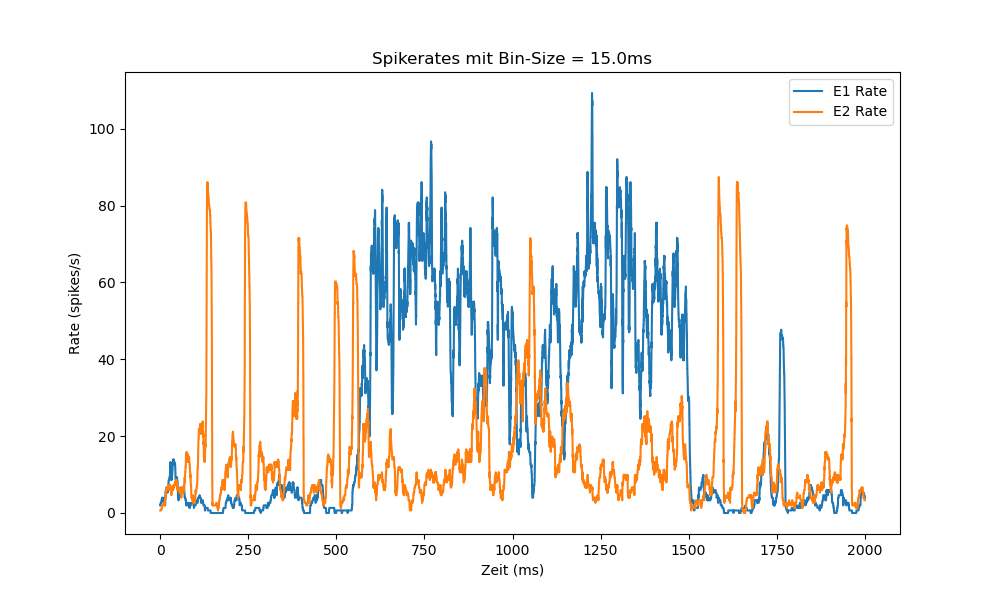 Spikerates mit Bin-Size = 15.0ms
E1 Rate
E2 Rate
Rate (spikes/s)
100
80
60
40
20
0
0 250 500 750 1000 1250 1500 1750 2000
Zeit (ms)